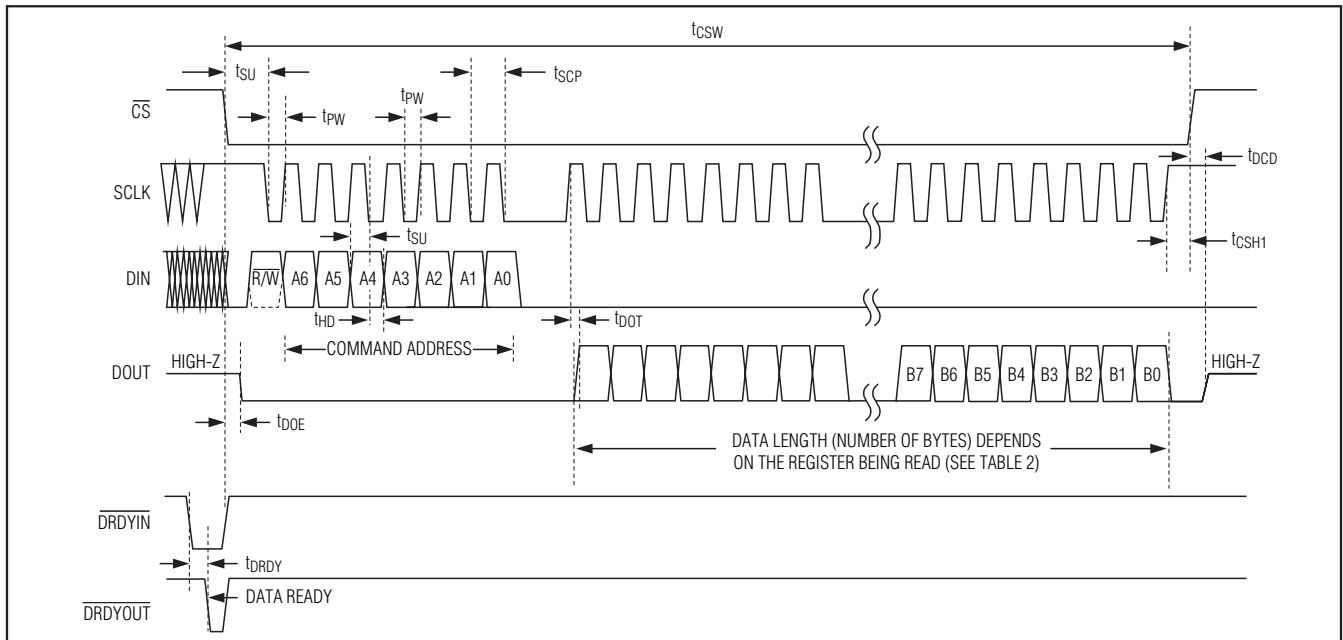 tCSW
tSU
tSCP
tPW
tPW
CS
tDCD
SCLK
tSU
tCSH1
DIN
R/W A6 A5 A4 A3 A2 A1 A0
tHD
tDOT
COMMAND ADDRESS
HIGH-Z
HIGH-Z
DOUT
B7 B6 B5 B4 B3 B2 B1 B0
tDOE
DATA LENGTH (NUMBER OF BYTES) DEPENDS
ON THE REGISTER BEING READ (SEE TABLE 2)
DRDYIN
tDRDY
DATA READY
DRDYOUT